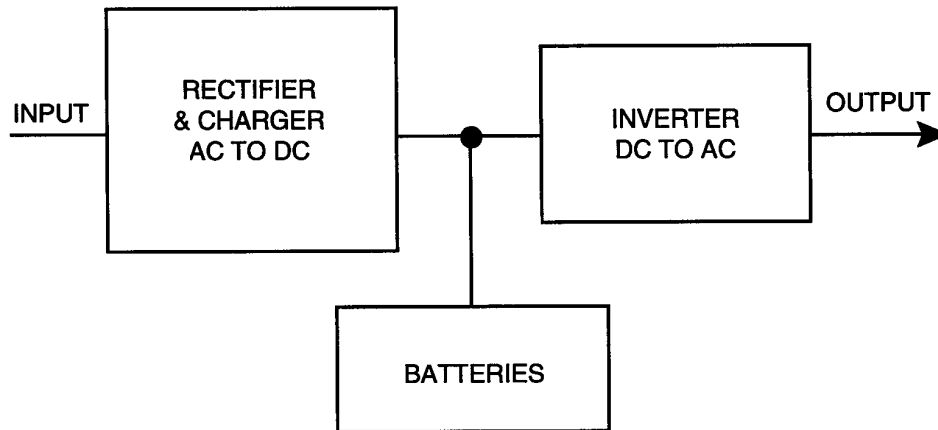 INPUT
RECTIFIER
& CHARGER
AC TO DC
INVERTER
DC TO AC
OUTPUT
BATTERIES